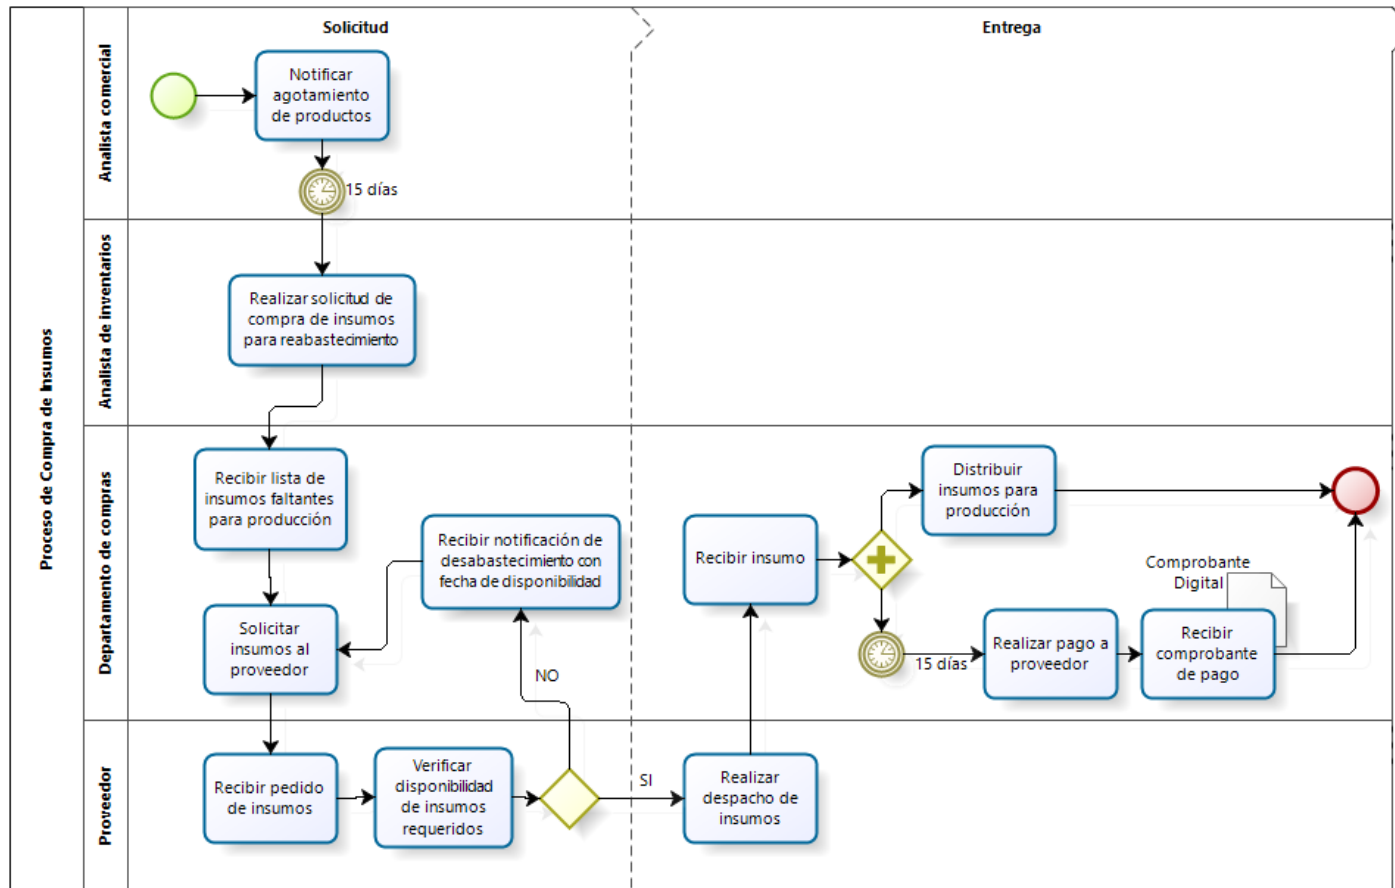 Proceso de Compra de Insumos
Solicitud
Entrega
Analista comercial
Notificar
agotamiento
de productos
15 días
Analista de inventarios
Realizar solicitud de
compra de insumos
para reabastecimiento
Departamento de compras
Recibir lista de
insumos faltantes
para producción
Solicitar
insumos al
proveedor
Recibir notificación de
desabastecimiento con
fecha de disponibilidad
NO
Recibir insumo
Distribuir
insumos para
producción
15 días
Realizar pago a
proveedor
Comprobante
Digital
Recibir
comprobante
de pago
Proveedor
Recibir pedido
de insumos
Verificar
disponibilidad
de insumos
requeridos
SI
Realizar
despacho de
insumos